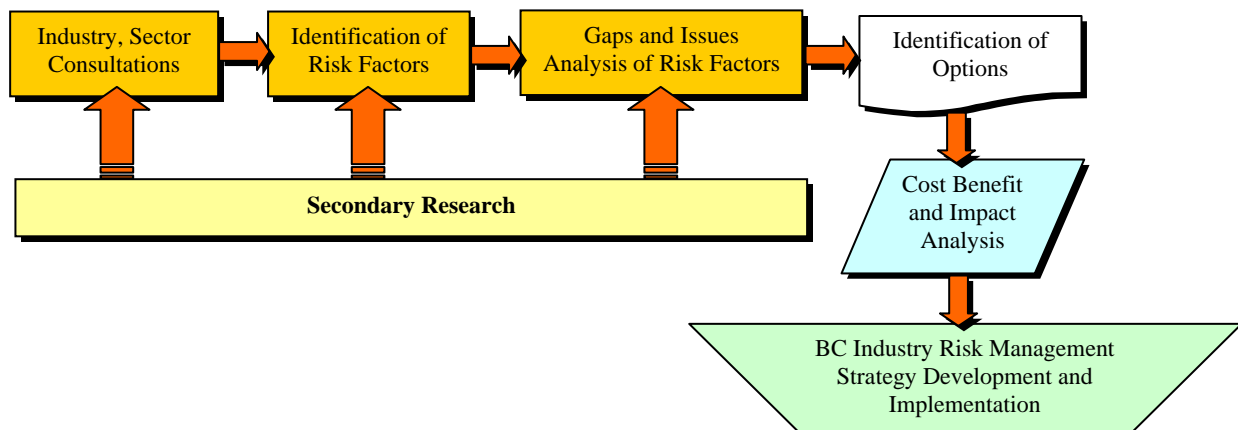 Industry, Sector
Consultations
Identification of
Risk Factors
Gaps and Issues
Analysis of Risk Factors
Identification of
Options
Secondary Research
Cost Benefit
and Impact
Analysis
BC Industry Risk Management
Strategy Development and
Implementation